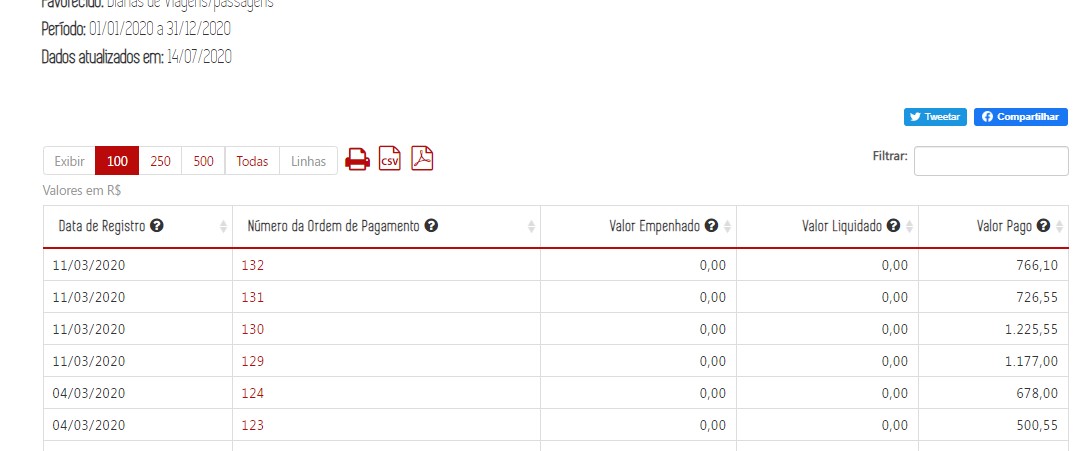 Favorecido: Diárias de Viagens/passagens
Período: 01/01/2020 a 31/12/2020
Dados atualizados em: 14/07/2020
Tweetar Compartilhar
Exibir 100 250 500 Todas Linhas CSV Filtrar:
Valores em R$
Data de Registro ? Número da Ordem de Pagamento ? Valor Empenhado ? Valor Liquidado ? Valor Pago ?
11/03/2020 132 0,00 0,00 766,10
11/03/2020 131 0,00 0,00 726,55
11/03/2020 130 0,00 0,00 1.225,55
11/03/2020 129 0,00 0,00 1.177,00
04/03/2020 124 0,00 0,00 678,00
04/03/2020 123 0,00 0,00 500,55